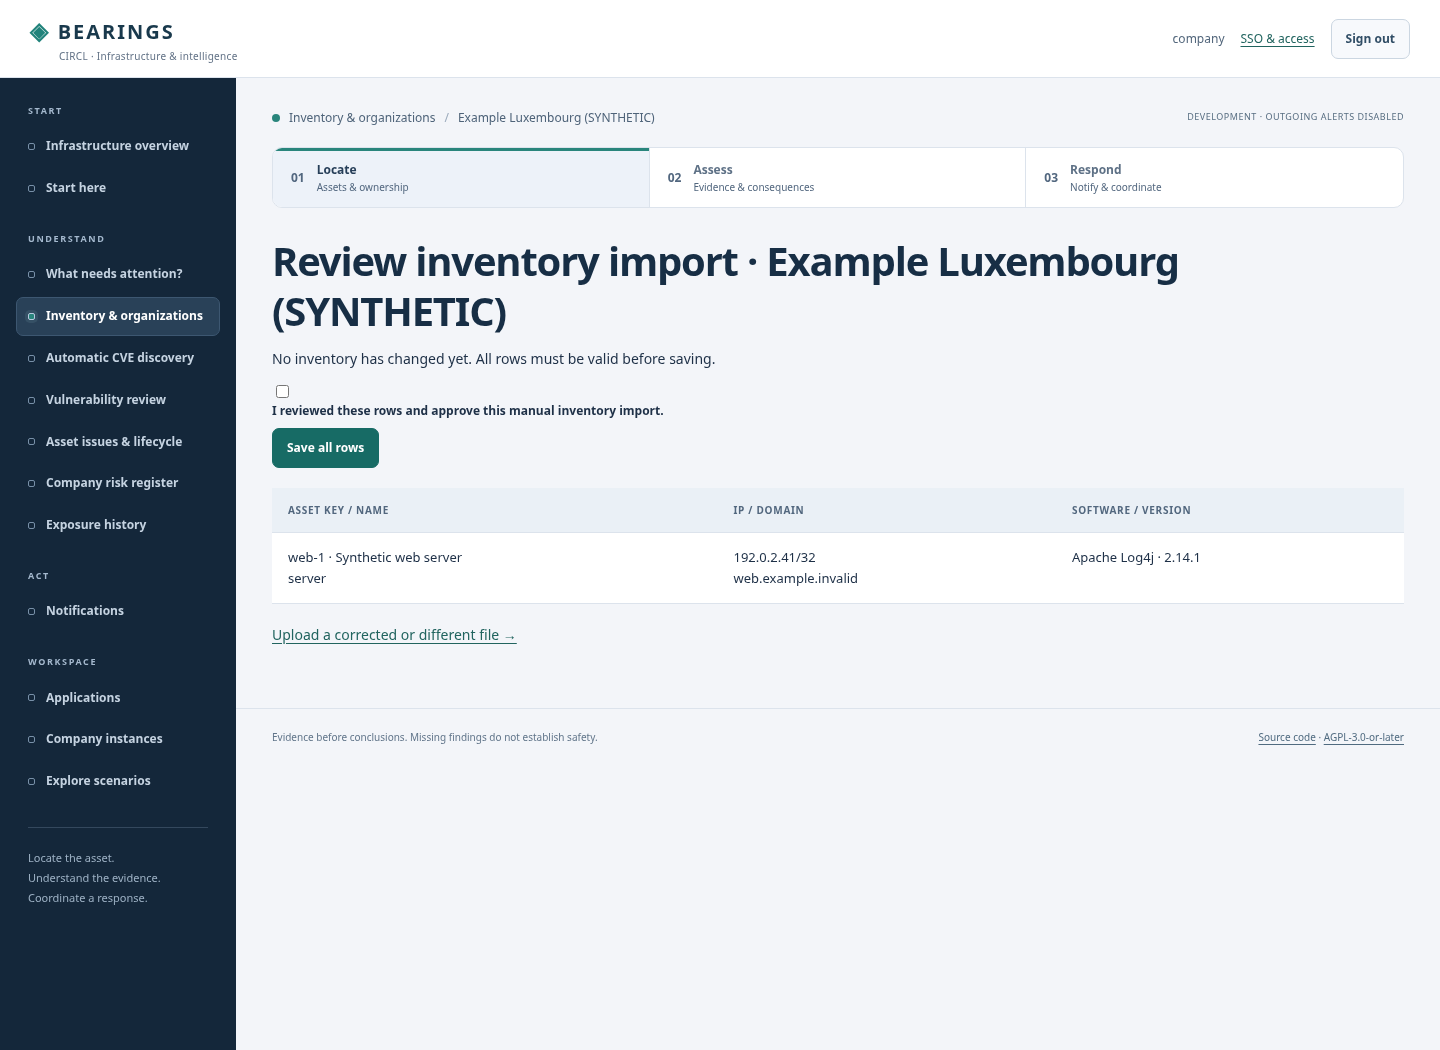 BEARINGS
CIRCL · Infrastructure & intelligence
company
SSO & access
Sign out
START
Infrastructure overview
Start here
UNDERSTAND
What needs attention?
Inventory & organizations
Automatic CVE discovery
Vulnerability review
Asset issues & lifecycle
Company risk register
Exposure history
ACT
Notifications
WORKSPACE
Applications
Company instances
Explore scenarios
Locate the asset.
Understand the evidence.
Coordinate a response.
Inventory & organizations / Example Luxembourg (SYNTHETIC)
DEVELOPMENT · OUTGOING ALERTS DISABLED
01 Locate
Assets & ownership
02 Assess
Evidence & consequences
03 Respond
Notify & coordinate
Review inventory import · Example Luxembourg
(SYNTHETIC)
No inventory has changed yet. All rows must be valid before saving.
I reviewed these rows and approve this manual inventory import.
Save all rows
ASSET KEY / NAME IP / DOMAIN SOFTWARE / VERSION
web-1 · Synthetic web server 192.0.2.41/32 Apache Log4j · 2.14.1
server web.example.invalid
Upload a corrected or different file →
Evidence before conclusions. Missing findings do not establish safety.
Source code · AGPL-3.0-or-later